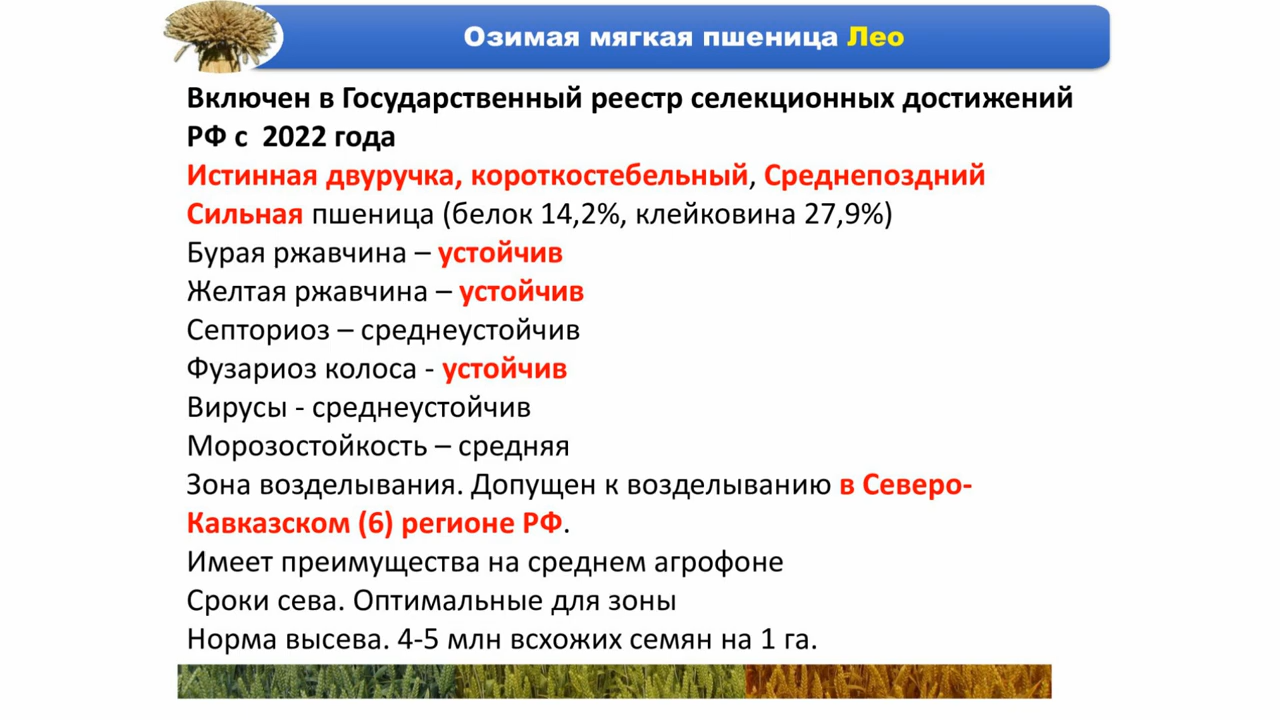 Озимая мягкая пшеница Лео
Включен в Государственный реестр селекционных достижений
РФ с 2022 года
Истинная двуручка, короткостебельный, Среднепоздний
Сильная пшеница (белок 14,2%, клейковина 27,9%)
Бурая ржавчина – устойчив
Желтая ржавчина – устойчив
Септориоз – среднеустойчив
Фузариоз колоса - устойчив
Вирусы - среднеустойчив
Морозостойкость – средняя
Зона возделывания. Допущен к возделыванию в Северо-
Кавказском (6) регионе РФ.
Имеет преимущества на среднем агрофоне
Сроки сева. Оптимальные для зоны
Норма высева. 4-5 млн всхожих семян на 1 га.